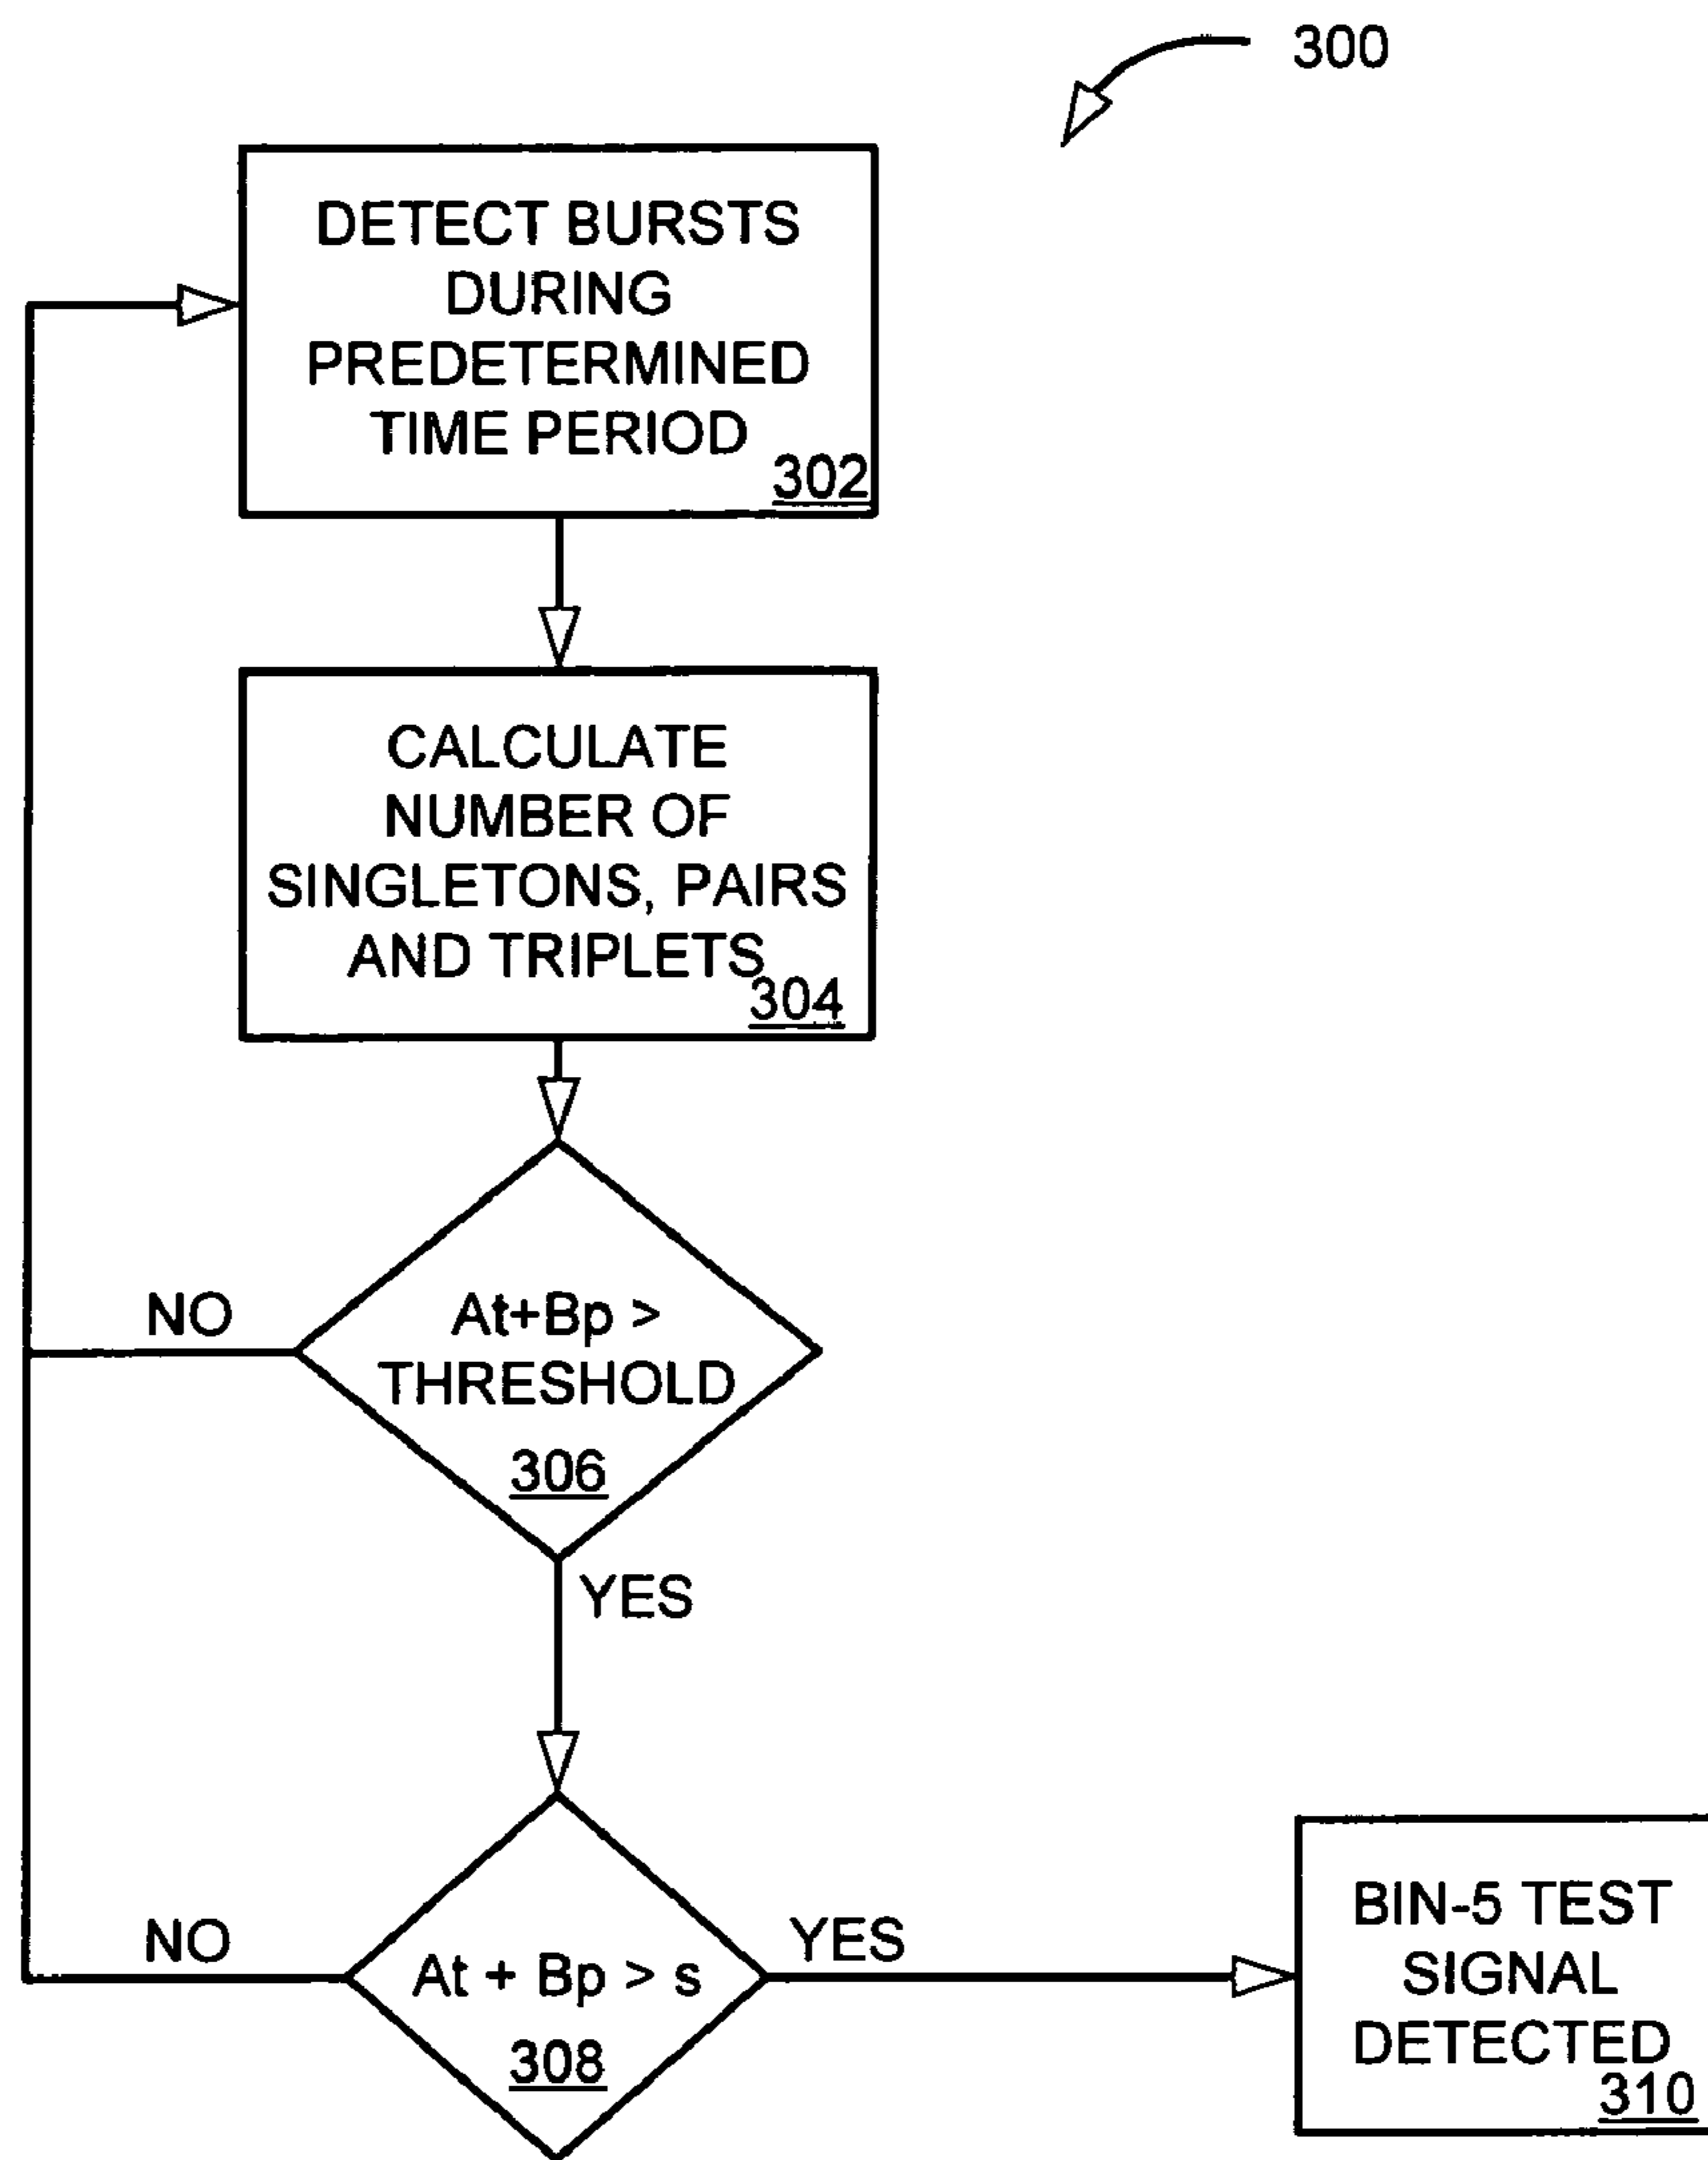 300
DETECT BURSTS
DURING
PREDETERMINED
TIME PERIOD
302
CALCULATE
NUMBER OF
SINGLETONS, PAIRS
AND TRIPLETS
304
NO
At+Bp >
THRESHOLD
306
YES
NO
At + Bp > s
308
YES
BIN-5 TEST
SIGNAL
DETECTED
310